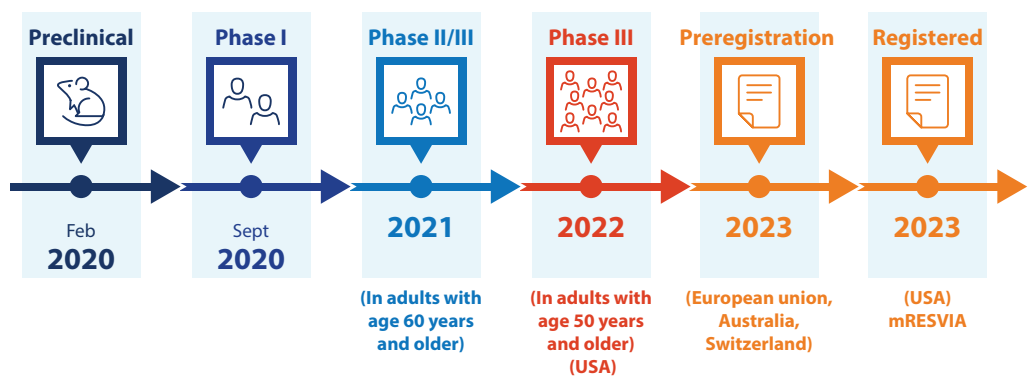 Preclinical
Phase I
Phase II/III
Phase III
Preregistration
Registered
Feb
2020
Sept
2020
2021
2022
2023
2023
(In adults with
age 60 years
and older)
(In adults with
age 50 years
and older)
(USA)
(European union,
Australia,
Switzerland)
(USA)
mRESVIA